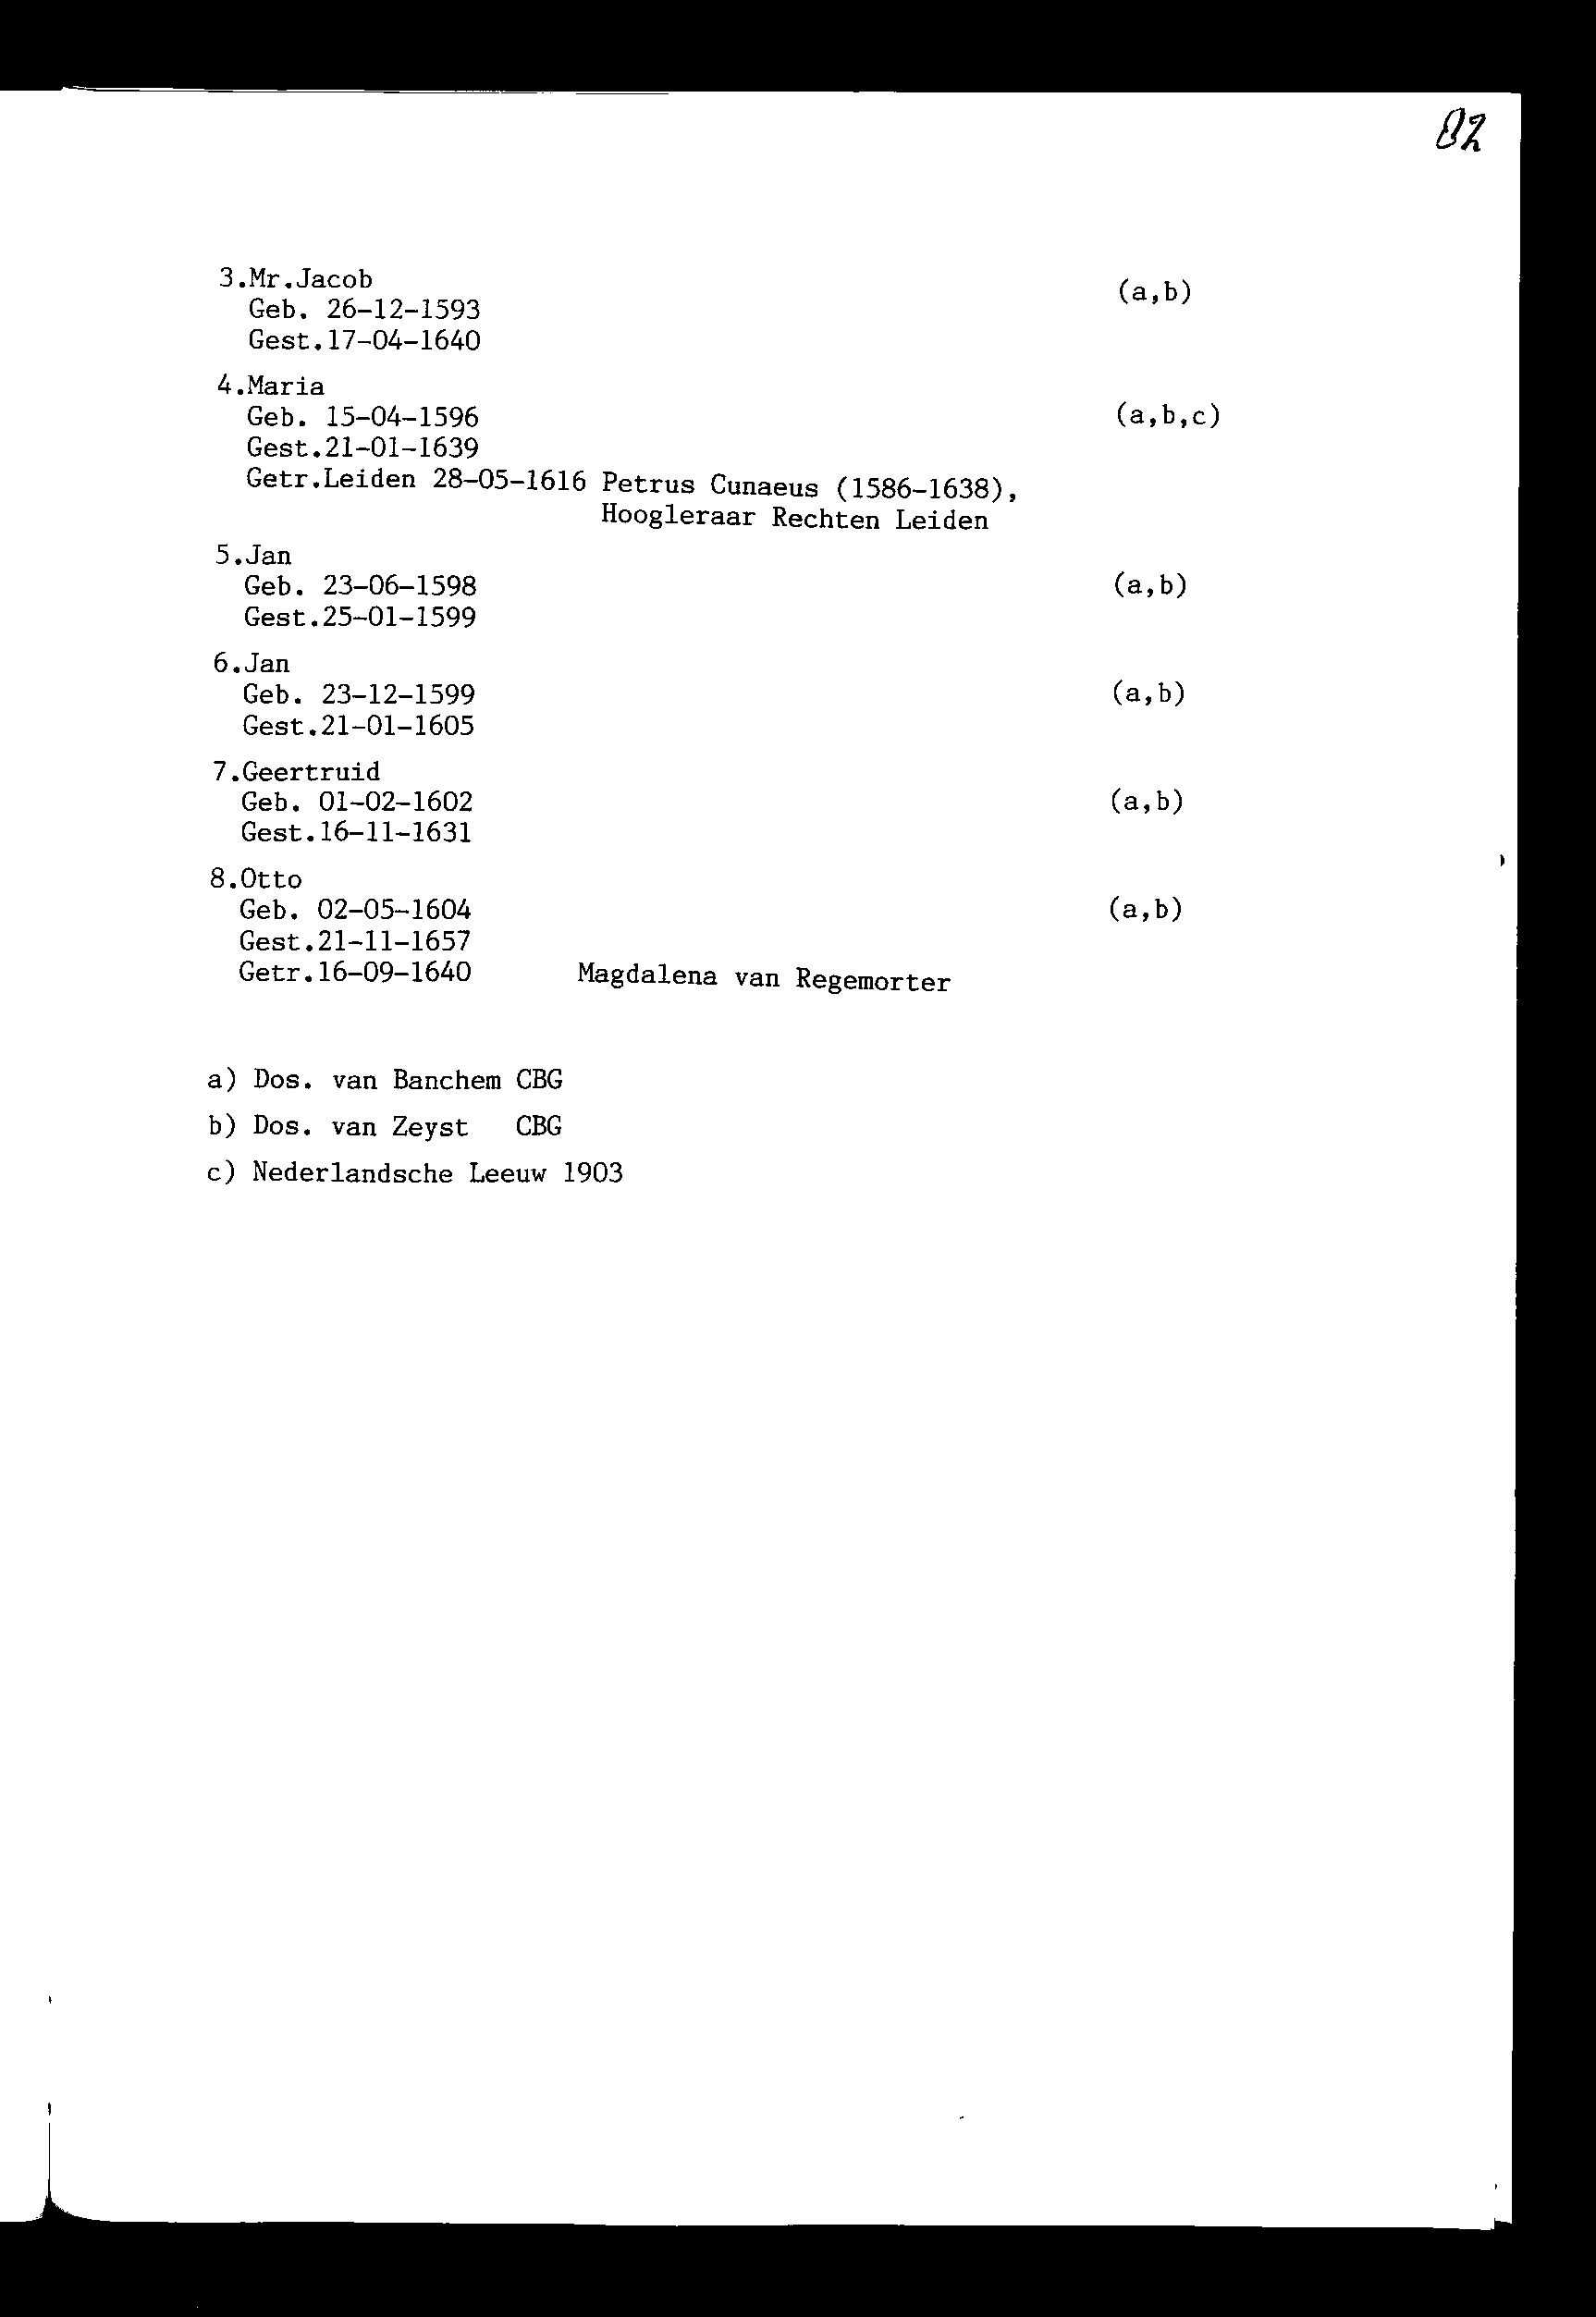 82
3.Mr.Jacob
Geb. 26-12-1593 (a,b)
Gest.17-04-1640
4.Maria
Geb. 15-04-1596 (a,b,c)
Gest.21-01-1639
Getr.Leiden 28-05-1616 Petrus Cunaeus (1586-1638),
Hoogleraar Rechten Leiden
5.Jan
Geb. 23-06-1598 (a,b)
Gest.25-01-1599
6.Jan
Geb. 23-12-1599 (a,b)
Gest.21-01-1605
7.Geertruid
Geb. 01-02-1602 (a,b)
Gest.16-11-1631
8.Otto
Geb. 02-05-1604 (a,b)
Gest.21-11-1657
Getr.16-09-1640 Magdalena van Regemorter
a) Dos. van Banchem CBG
b) Dos. van Zeyst CBG
c) Nederlandsche Leeuw 1903